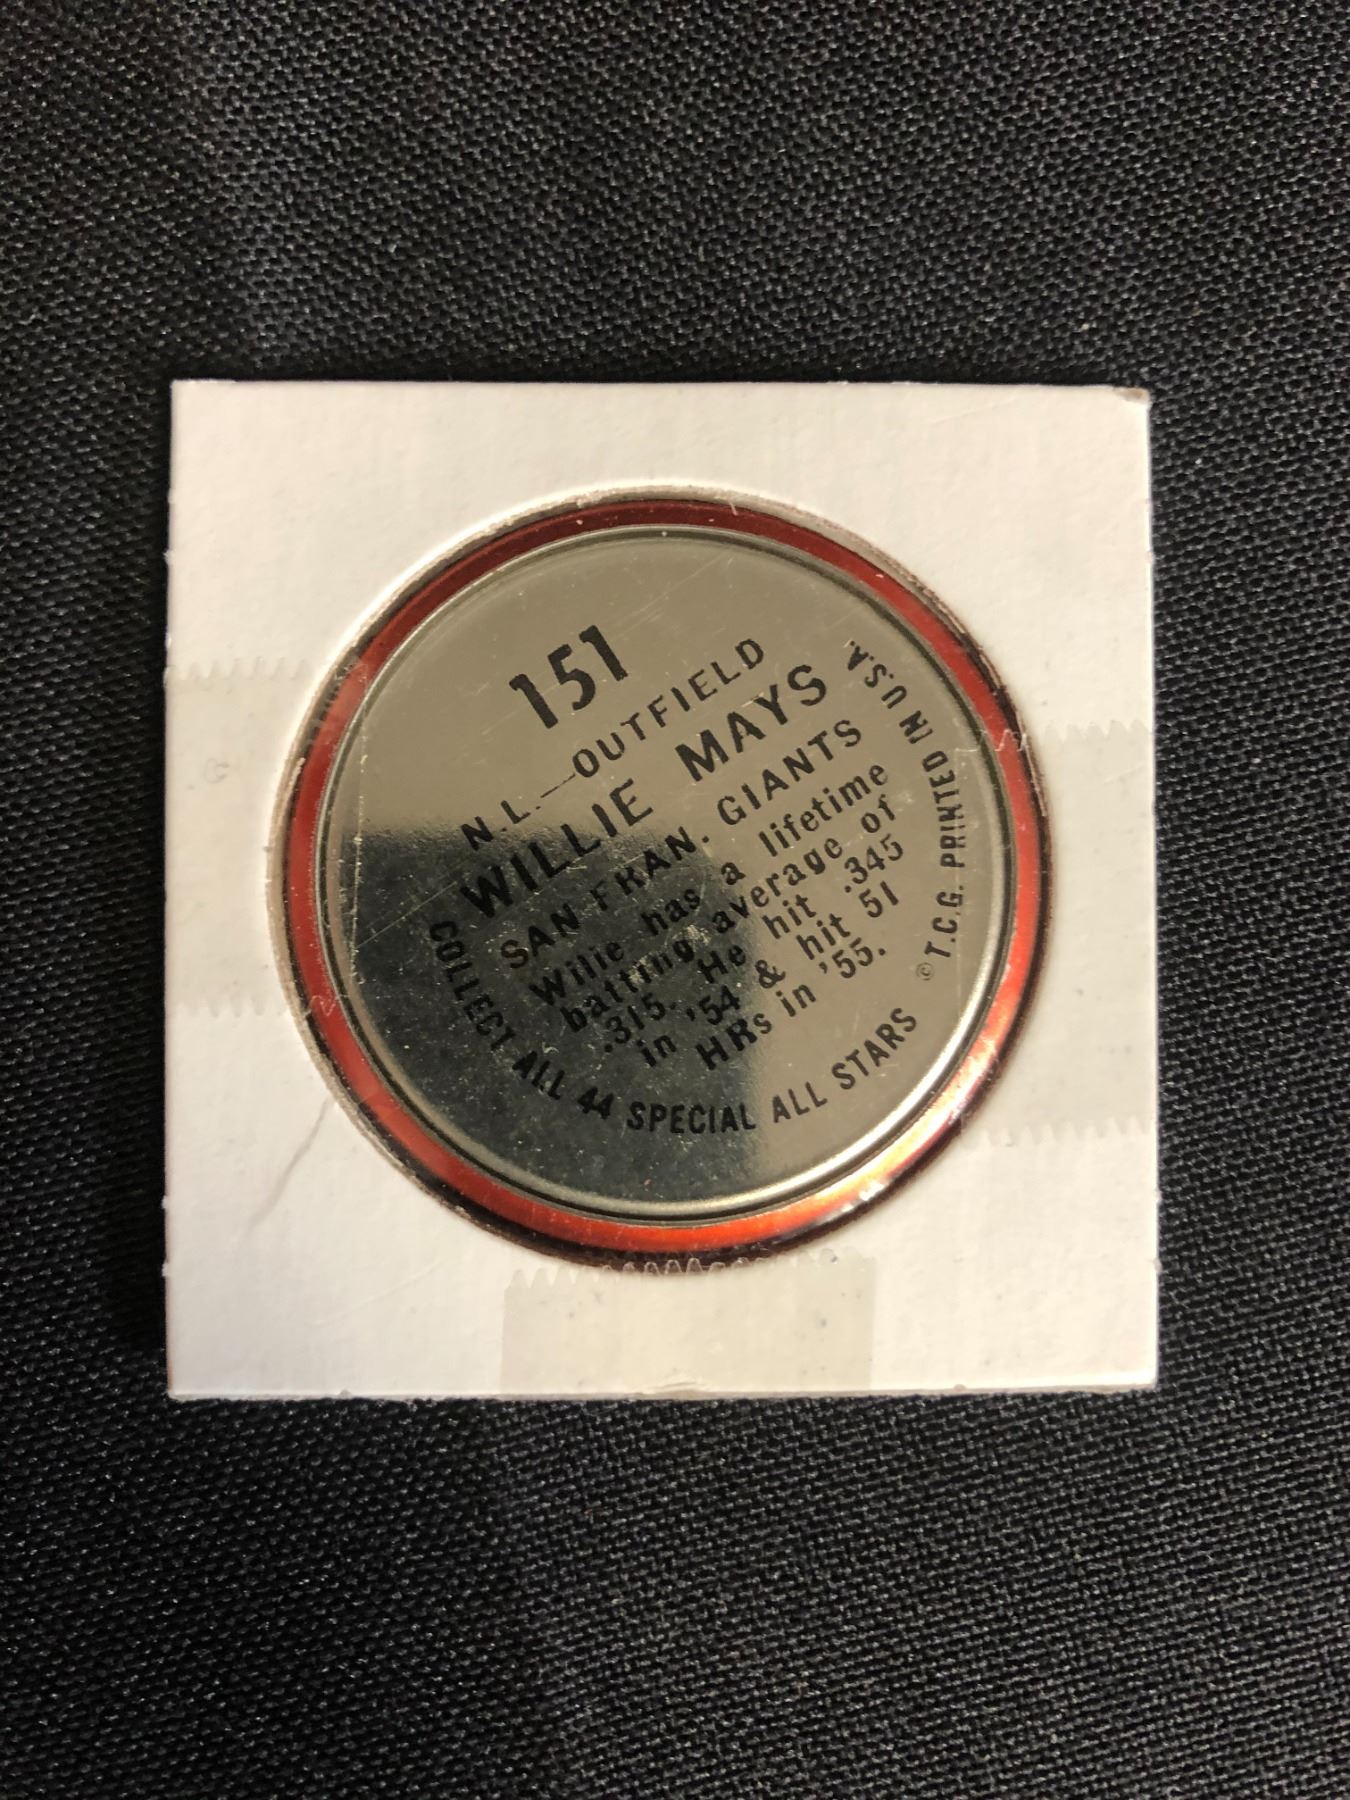 151
N.L.—OUTFIELD
WILLIE MAYS
SAN FRAN. GIANTS
Willie has a lifetime
batting average of
.315. He hit .345
in '54 & hit 51
HRs in '55.
COLLECT ALL 44 SPECIAL ALL STARS
© T.C.G. PRINTED IN U.S.A.